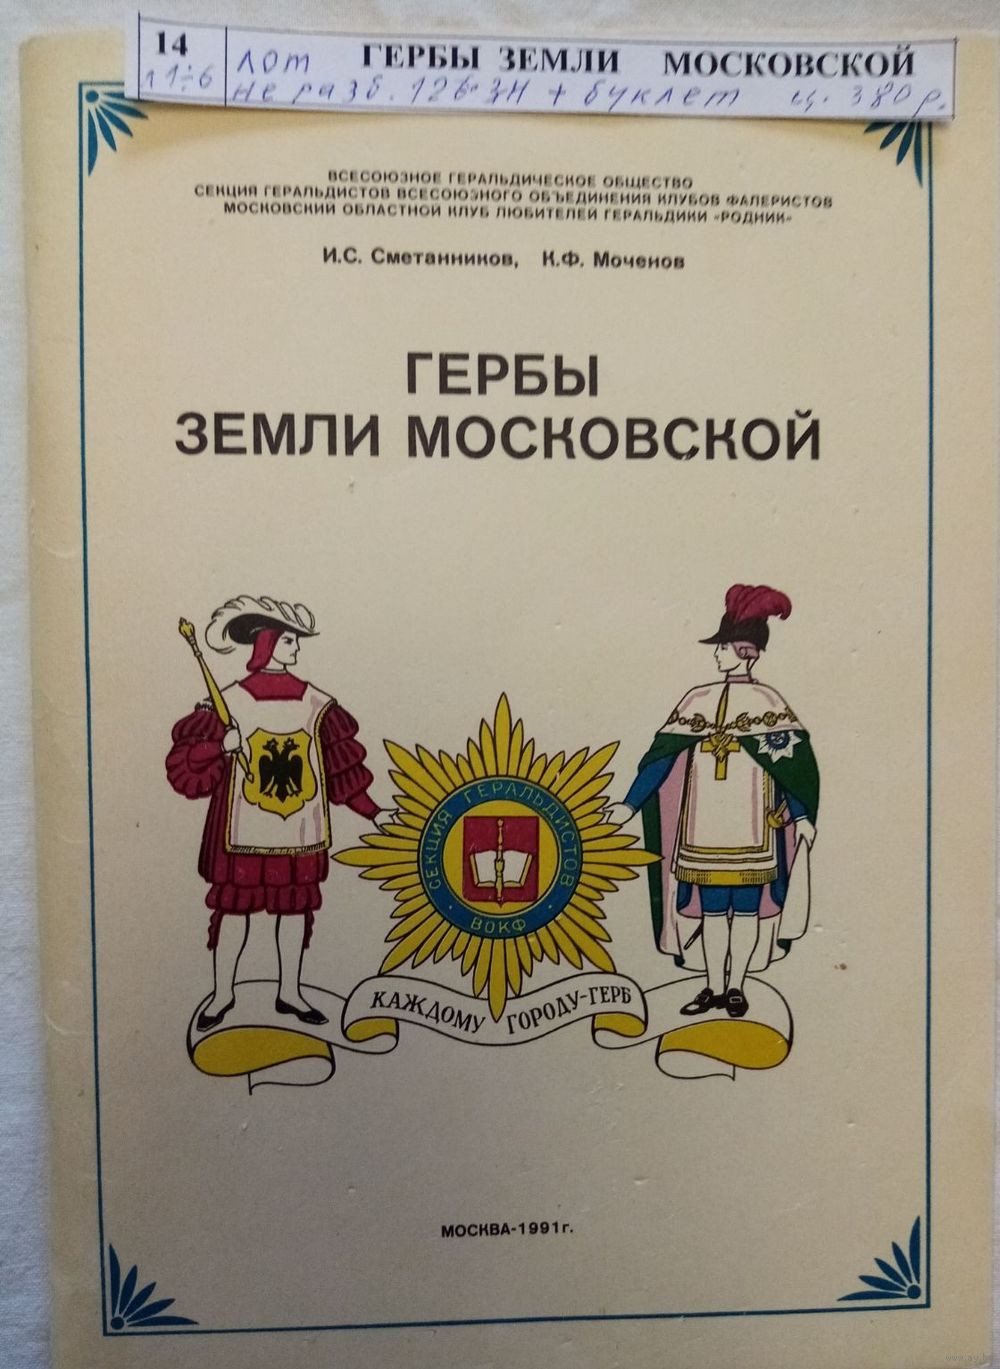 14 ГЕРБЫ ЗЕМЛИ МОСКОВСКОЙ
11÷6 лот
не разб. 126 зн + буклет ц. 380 р.
ВСЕСОЮЗНОЕ ГЕРАЛЬДИЧЕСКОЕ ОБЩЕСТВО
СЕКЦИЯ ГЕРАЛЬДИСТОВ ВСЕСОЮЗНОГО ОБЪЕДИНЕНИЯ КЛУБОВ ФАЛЕРИСТОВ
МОСКОВСКИЙ ОБЛАСТНОЙ КЛУБ ЛЮБИТЕЛЕЙ ГЕРАЛЬДИКИ «РОДНИК»
И.С. Сметанников, К.Ф. Моченов
ГЕРБЫ
ЗЕМЛИ МОСКОВСКОЙ
СЕКЦИЯ ГЕРАЛЬДИСТОВ
· ВОКФ ·
КАЖДОМУ ГОРОДУ-ГЕРБ
МОСКВА-1991г.